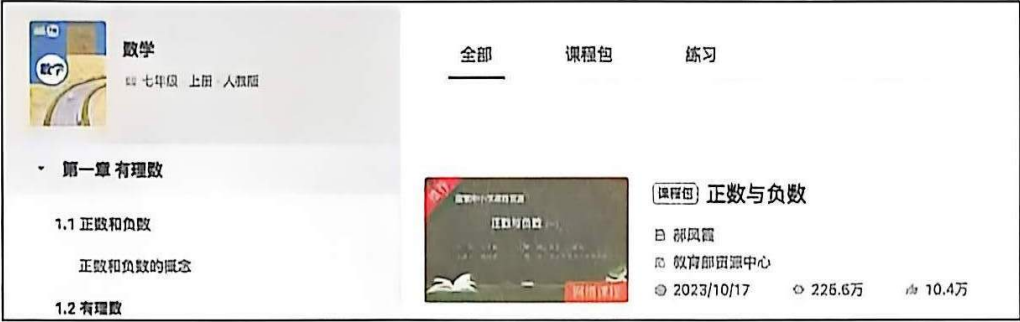 数学
数学
七年级 上册 人教版
第一章 有理数
1.1 正数和负数
正数和负数的概念
1.2 有理数
全部 课程包 练习
正数与负数
课程包 正数与负数
郝凤霞
教育部资源中心
2023/10/17 226.6万 10.4万